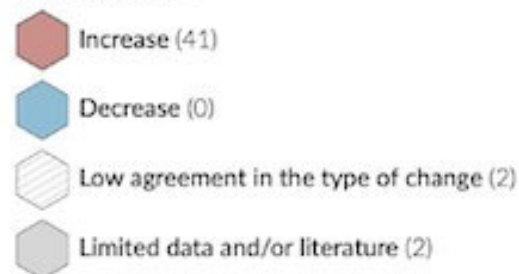 Increase (41)
Decrease (0)
Low agreement in the type of change (2)
Limited data and/or literature (2)